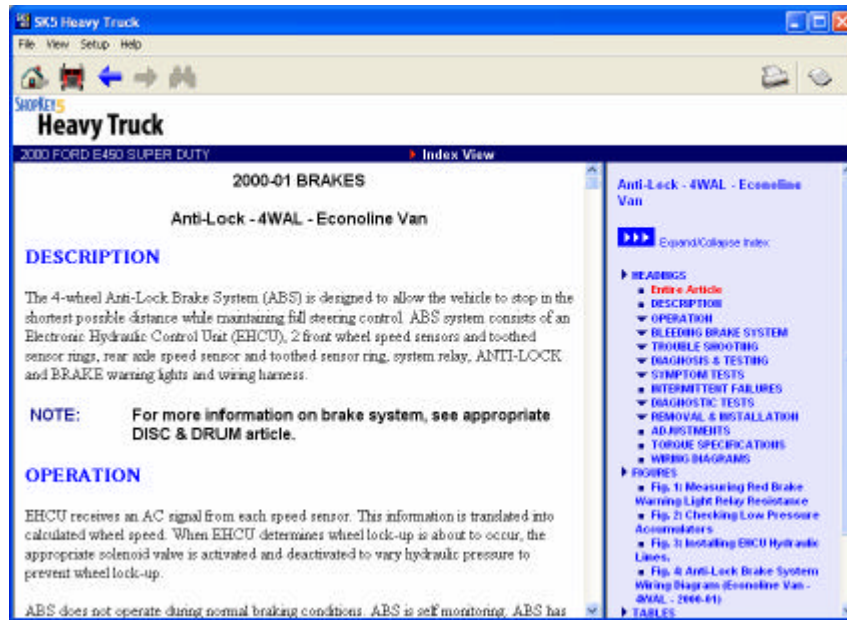 SK5 Heavy Truck
File View Setup Help
SHOPKEY5
Heavy Truck
2000 FORD E450 SUPER DUTY
Index View
2000-01 BRAKES
Anti-Lock - 4WAL - Econoline Van
DESCRIPTION
The 4-wheel Anti-Lock Brake System (ABS) is designed to allow the vehicle to stop in the
shortest possible distance while maintaining full steering control. ABS system consists of an
Electronic Hydraulic Control Unit (EHCU), 2 front wheel speed sensors and toothed
sensor rings, rear axle speed sensor and toothed sensor ring, system relay, ANTI-LOCK
and BRAKE warning lights and wiring harness.
NOTE: For more information on brake system, see appropriate
DISC & DRUM article.
OPERATION
EHCU receives an AC signal from each speed sensor. This information is translated into
calculated wheel speed. When EHCU determines wheel lock-up is about to occur, the
appropriate solenoid valve is activated and deactivated to vary hydraulic pressure to
prevent wheel lock-up.
ABS does not operate during normal braking conditions. ABS is self monitoring. ABS has
Anti-Lock - 4WAL - Econoline
Van
Expand/Collapse Index
HEADINGS
Entire Article
DESCRIPTION
OPERATION
BLEEDING BRAKE SYSTEM
TROUBLE SHOOTING
DIAGNOSIS & TESTING
SYMPTOM TESTS
INTERMITTENT FAILURES
DIAGNOSTIC TESTS
REMOVAL & INSTALLATION
ADJUSTMENTS
TORQUE SPECIFICATIONS
WIRING DIAGRAMS
FIGURES
Fig. 1: Measuring Red Brake
Warning Light Relay Resistance
Fig. 2: Checking Low Pressure
Accumulators
Fig. 3: Installing EHCU Hydraulic
Lines.
Fig. 4: Anti-Lock Brake System
Wiring Diagram (Econoline Van -
4WAL - 2000-01)
TABLES